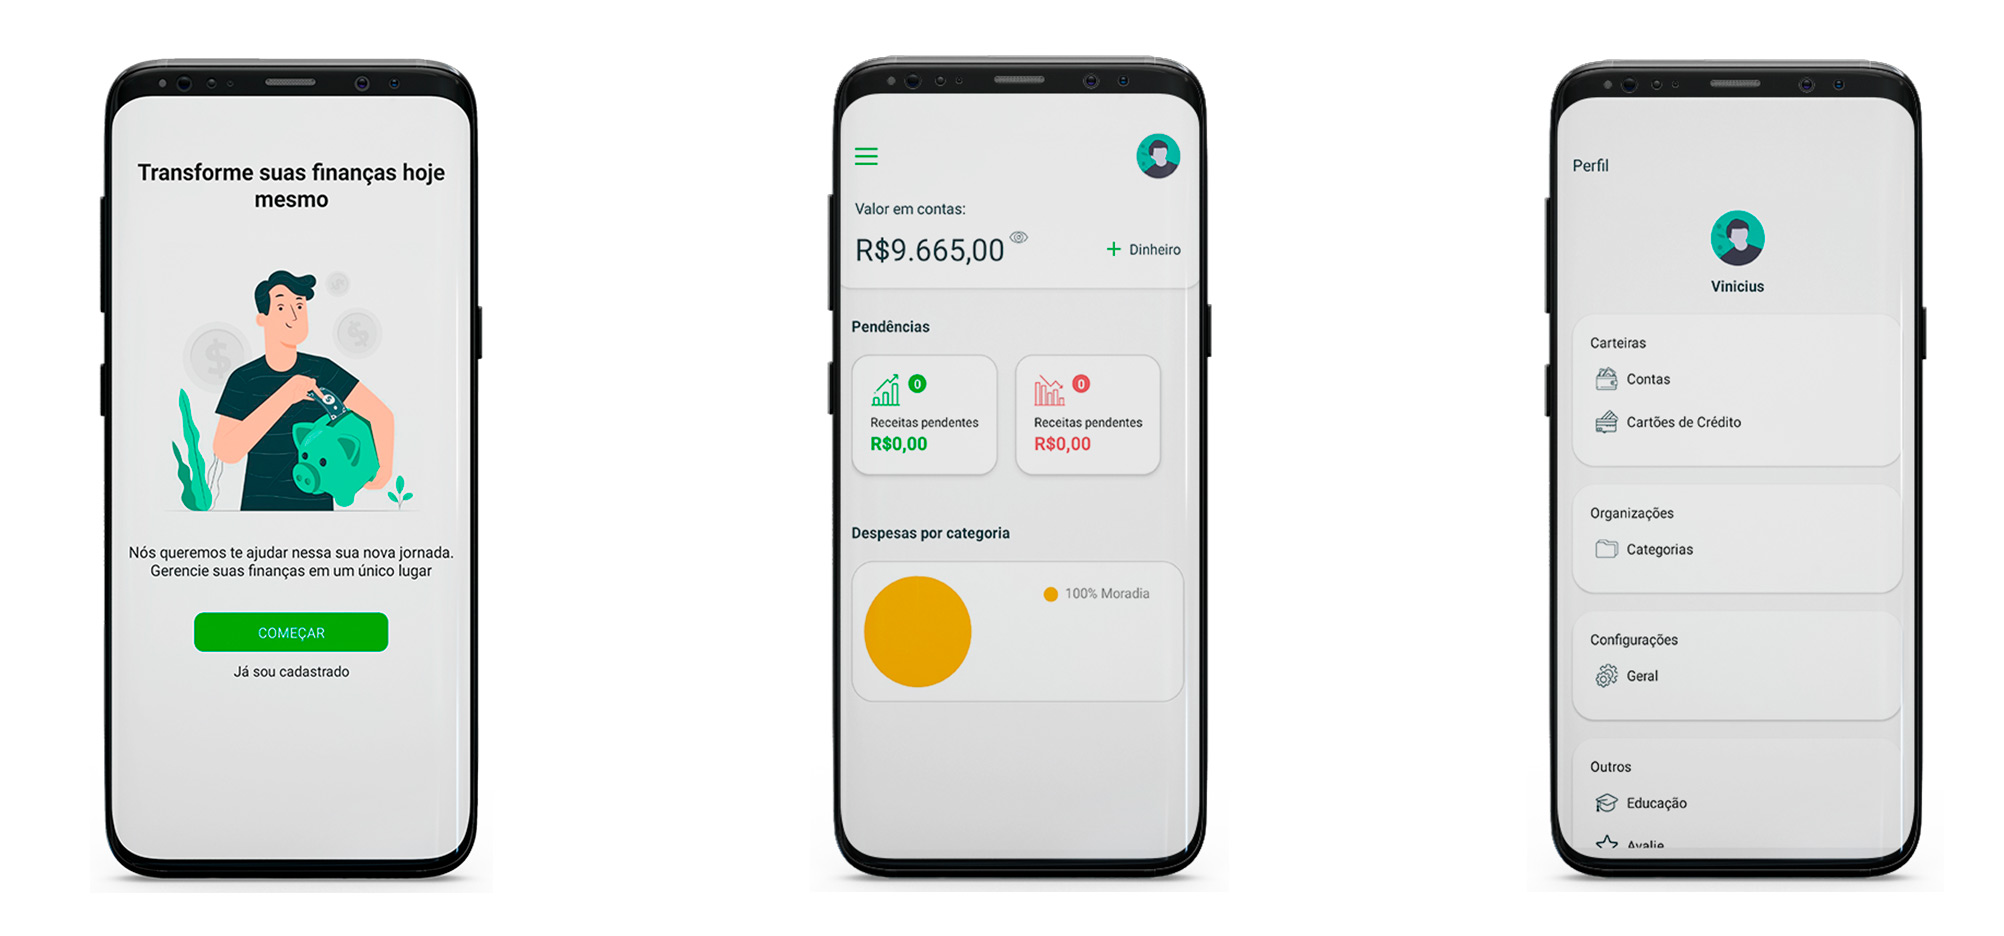 Transforme suas finanças hoje
mesmo
Nós queremos te ajudar nessa sua nova jornada.
Gerencie suas finanças em um único lugar
COMEÇAR
Já sou cadastrado
Valor em contas:
R$9.665,00
+ Dinheiro
Pendências
0
Receitas pendentes
R$0,00
0
Receitas pendentes
R$0,00
Despesas por categoria
100% Moradia
Perfil
Vinicius
Carteiras
Contas
Cartões de Crédito
Organizações
Categorias
Configurações
Geral
Outros
Educação
Avalie